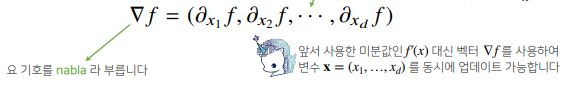 ∇f = (∂x₁f, ∂x₂f, ⋯, ∂x_d f)
앞서 사용한 미분값인 f'(x) 대신 벡터 ∇f 를 사용하여
변수 x = (x₁, …, x_d) 를 동시에 업데이트 가능합니다
요 기호를 nabla 라 부릅니다